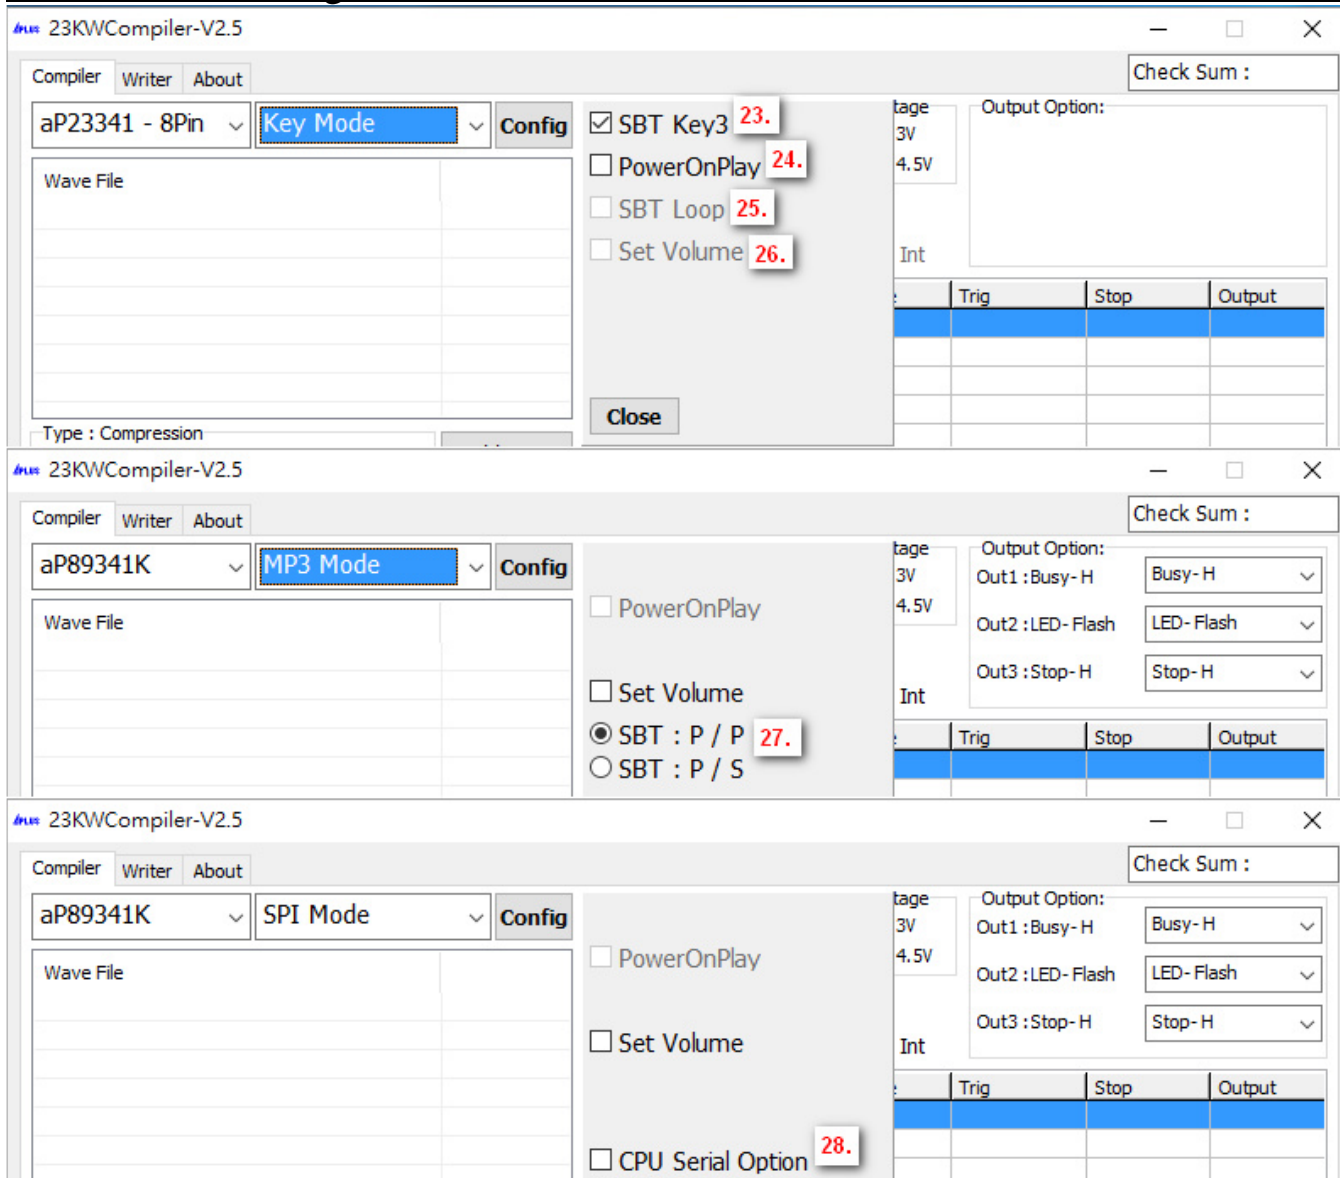 APLUS 23KWCompiler-V2.5
Compiler Writer About
Check Sum :
aP23341 - 8Pin Key Mode Config
Wave File
SBT Key3 23.
PowerOnPlay 24.
SBT Loop 25.
Set Volume 26.
Close
tage
3V
4.5V
Int
Output Option:
Trig Stop Output
Type : Compression
APLUS 23KWCompiler-V2.5
Compiler Writer About
Check Sum :
aP89341K MP3 Mode Config
Wave File
PowerOnPlay
Set Volume
SBT : P / P 27.
SBT : P / S
tage
3V
4.5V
Int
Output Option:
Out1 :Busy-H Busy-H
Out2 :LED-Flash LED-Flash
Out3 :Stop-H Stop-H
Trig Stop Output
APLUS 23KWCompiler-V2.5
Compiler Writer About
Check Sum :
aP89341K SPI Mode Config
Wave File
PowerOnPlay
Set Volume
CPU Serial Option 28.
tage
3V
4.5V
Int
Output Option:
Out1 :Busy-H Busy-H
Out2 :LED-Flash LED-Flash
Out3 :Stop-H Stop-H
Trig Stop Output